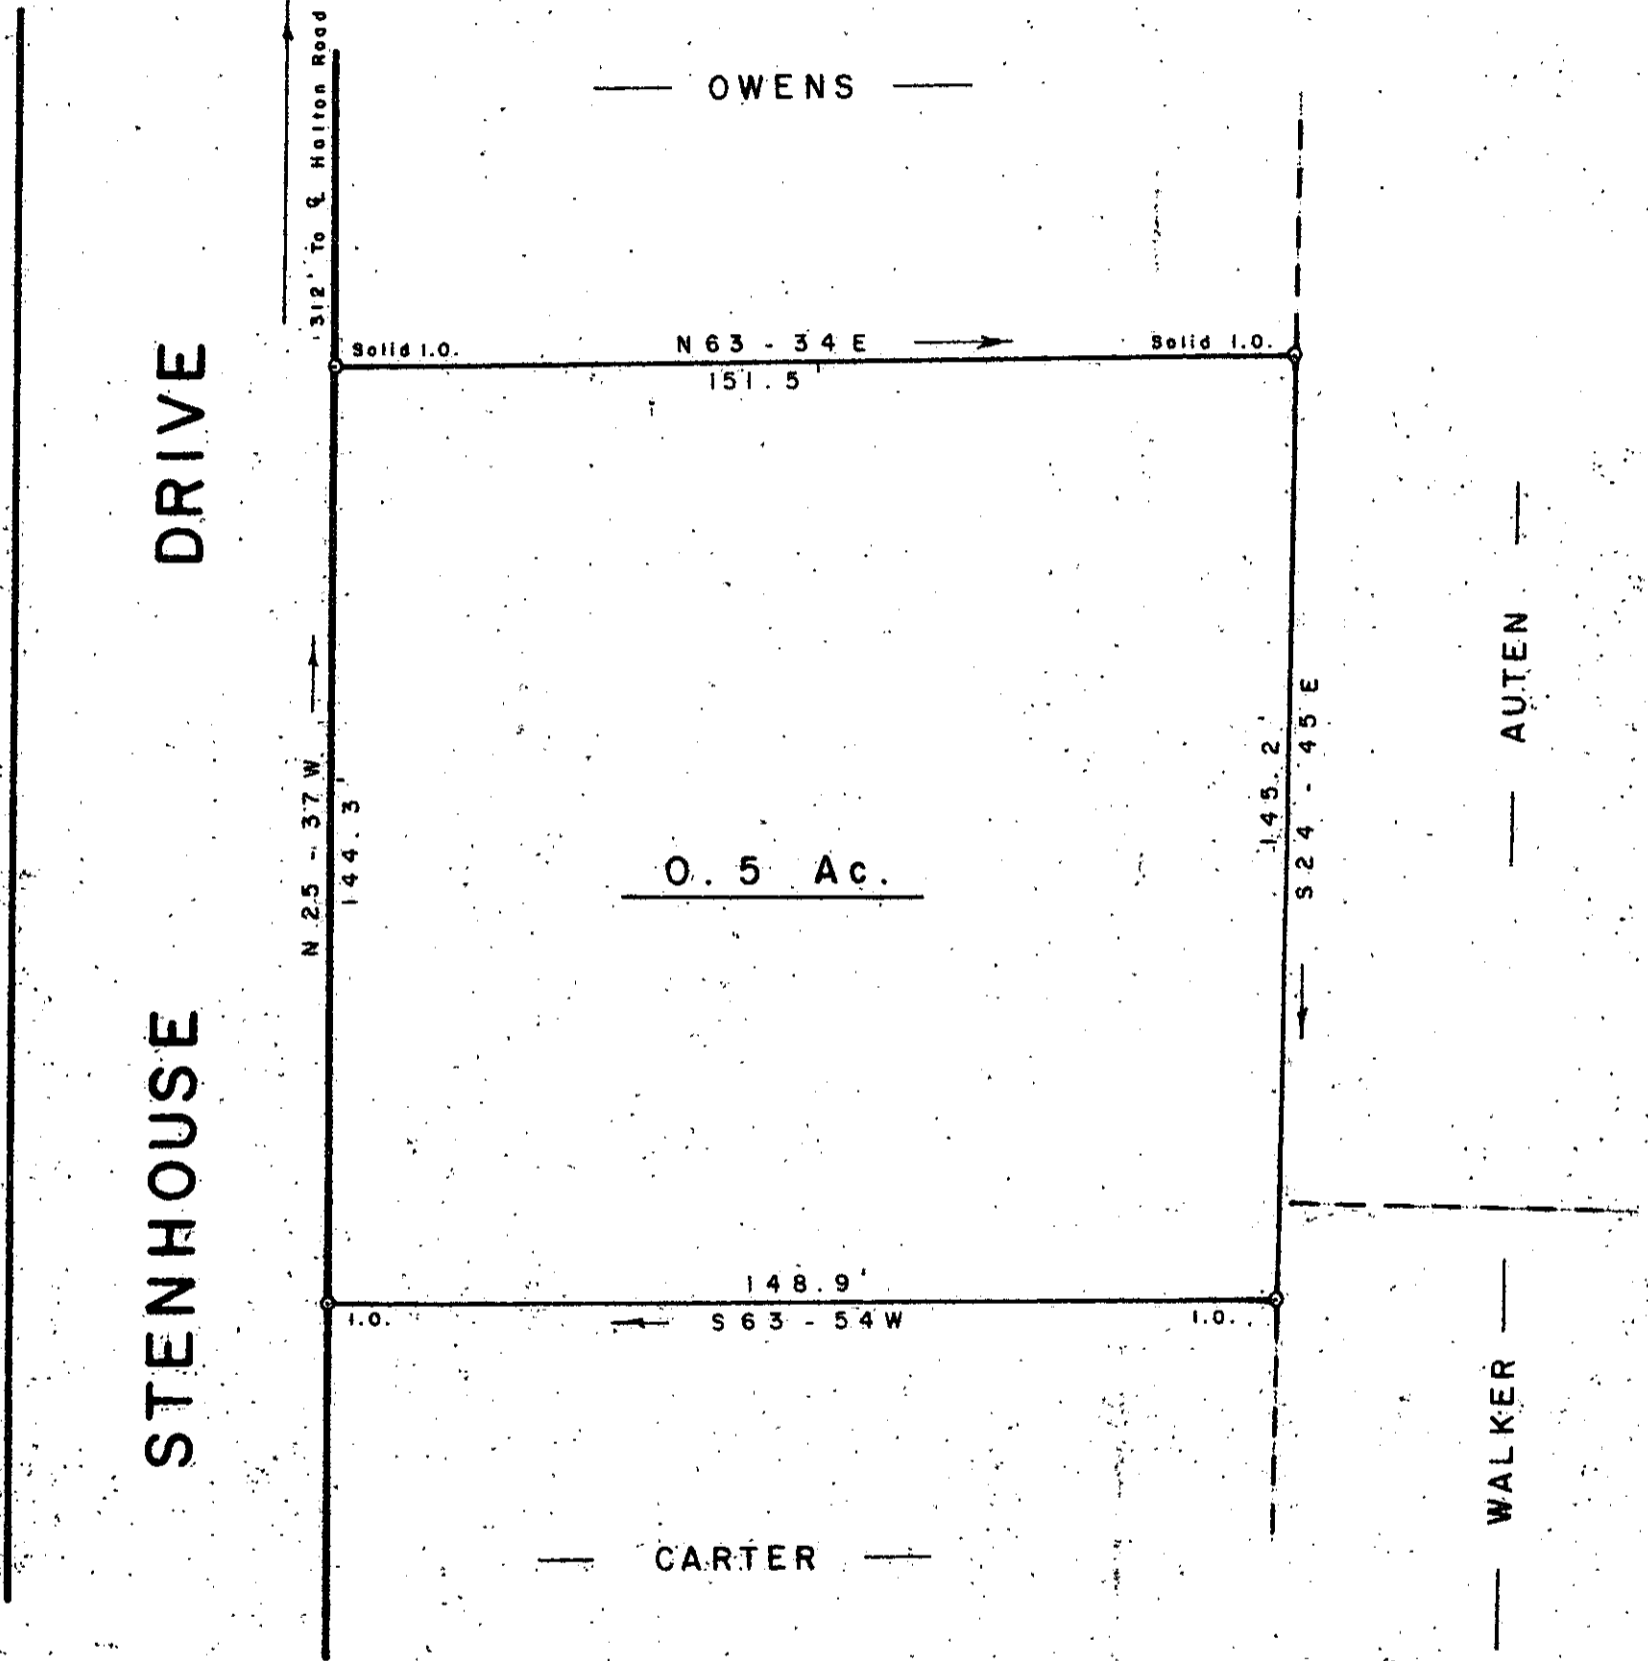 312' To ℄ Halton Road
— OWENS —
Solid I.O.
N 63 - 34 E
Solid I.O.
151.5'
STENHOUSE DRIVE
N 25 - 37 W
144.3'
0.5 Ac.
145.2'
S 24 - 45 E
— AUTEN —
148.9'
I.O.
S 63 - 54 W
I.O.
— WALKER —
— CARTER —